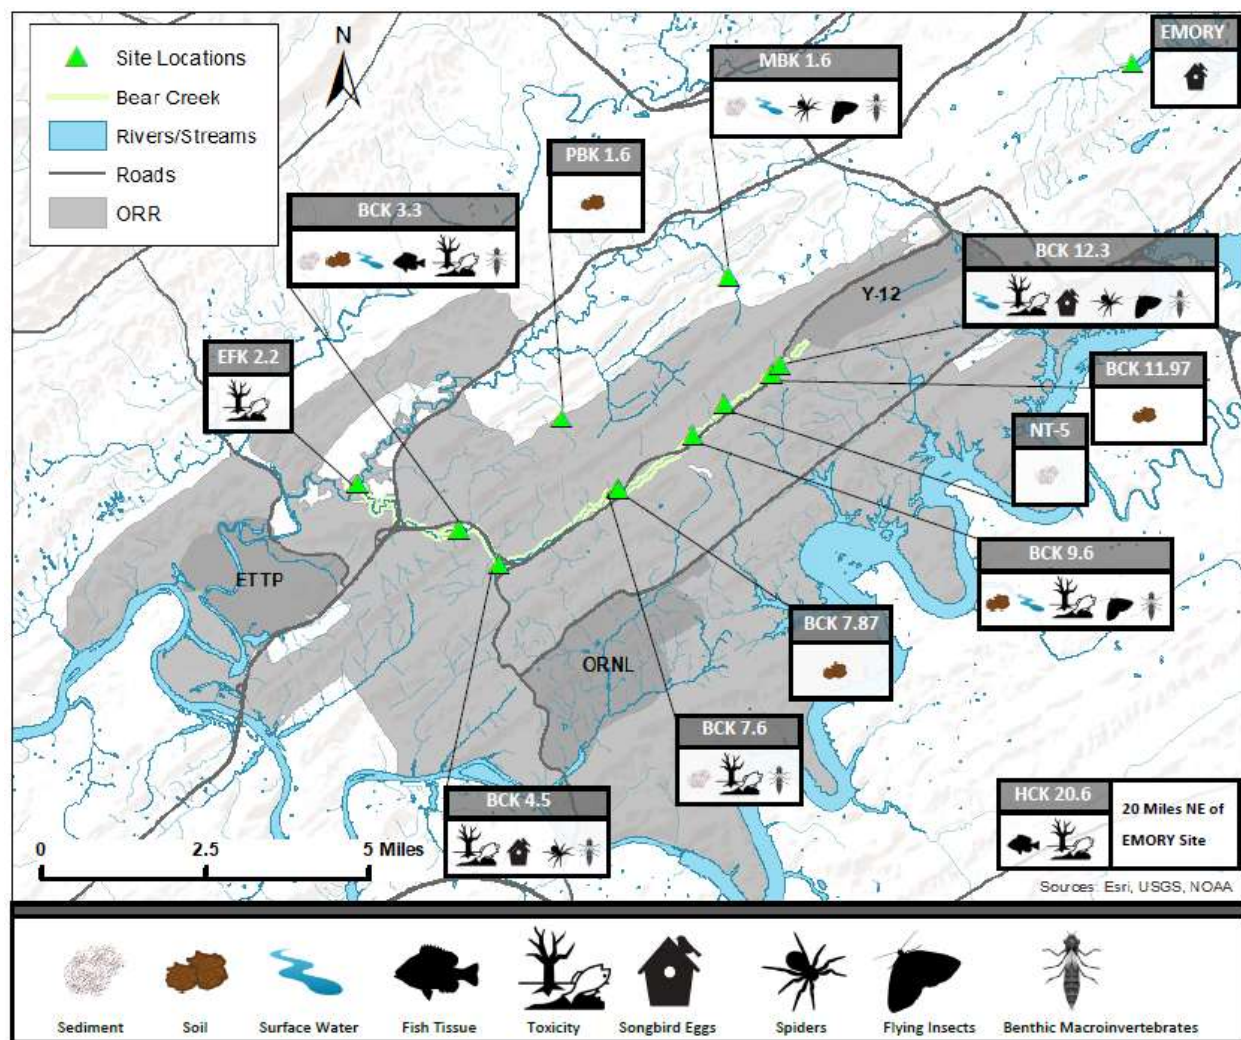 Site Locations
Bear Creek
Rivers/Streams
Roads
ORR
N
MBK 1.6
EMORY
PBK 1.6
BCK 3.3
BCK 12.3
Y-12
EFK 2.2
BCK 11.97
NT-5
ETTP
BCK 9.6
ORNL
BCK 7.87
BCK 7.6
BCK 4.5
HCK 20.6
20 Miles NE of
EMORY Site
0 2.5 5 Miles
Sources: Esri, USGS, NOAA
Sediment Soil Surface Water Fish Tissue Toxicity Songbird Eggs Spiders Flying Insects Benthic Macroinvertebrates